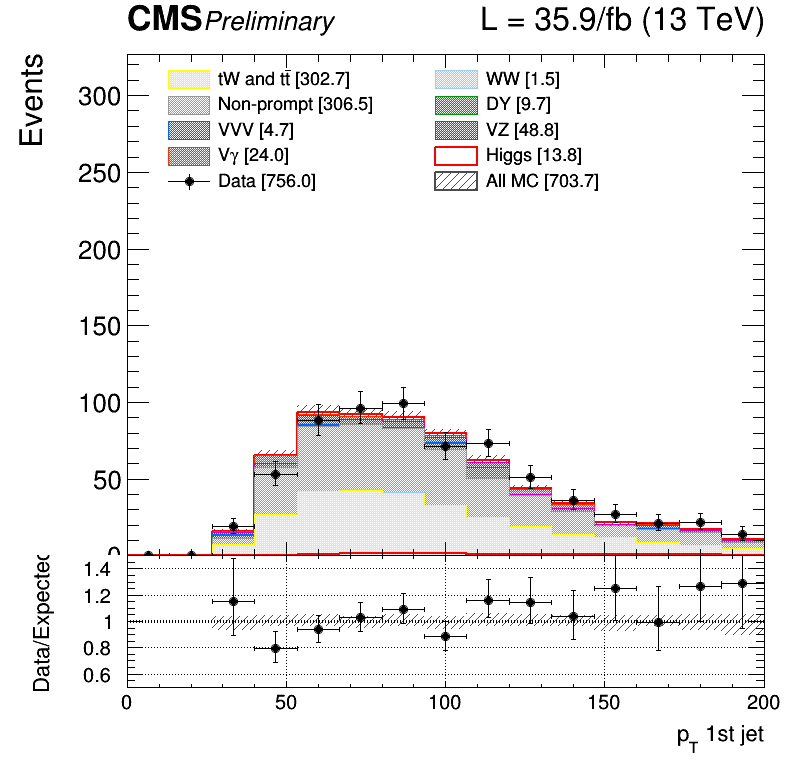 CMS Preliminary L = 35.9/fb (13 TeV)
Events
tW and tt̄ [302.7]
Non-prompt [306.5]
VVV [4.7]
Vγ [24.0]
Data [756.0]
WW [1.5]
DY [9.7]
VZ [48.8]
Higgs [13.8]
All MC [703.7]
300
250
200
150
100
50
0
Data/Expected
1.4
1.2
1
0.8
0.6
0 50 100 150 200
p_T 1st jet